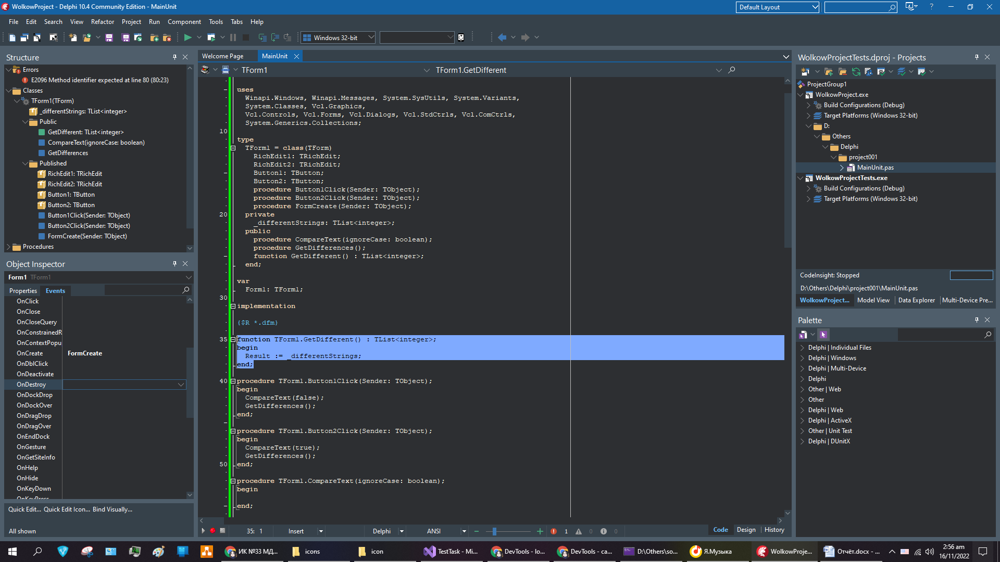 WolkowProject - Delphi 10.4 Community Edition - MainUnit
Default Layout
?
File Edit Search View Refactor Project Run Component Tools Tabs Help
Windows 32-bit
Structure
Errors
E2096 Method identifier expected at line 80 (80:23)
Classes
TForm1(TForm)
_differentStrings: TList<integer>
Public
GetDifferent: TList<integer>
CompareText(ignoreCase: boolean)
GetDifferences
Published
RichEdit1: TRichEdit
RichEdit2: TRichEdit
Button1: TButton
Button2: TButton
Button1Click(Sender: TObject)
Button2Click(Sender: TObject)
FormCreate(Sender: TObject)
Procedures
Object Inspector
Form1 TForm1
Properties Events
OnClick
OnClose
OnCloseQuery
OnConstrainedR
OnContextPopu
OnCreate FormCreate
OnDblClick
OnDeactivate
OnDestroy
OnDockDrop
OnDockOver
OnDragDrop
OnDragOver
OnEndDock
OnGesture
OnGetSiteInfo
OnHelp
OnHide
OnKeyDown
OnKeyPress
Quick Edit... Quick Edit Icon... Bind Visually...
All shown
Welcome Page MainUnit
TForm1 TForm1.GetDifferent
uses
Winapi.Windows, Winapi.Messages, System.SysUtils, System.Variants,
System.Classes, Vcl.Graphics,
Vcl.Controls, Vcl.Forms, Vcl.Dialogs, Vcl.StdCtrls, Vcl.ComCtrls,
System.Generics.Collections;
10
type
TForm1 = class(TForm)
RichEdit1: TRichEdit;
RichEdit2: TRichEdit;
Button1: TButton;
Button2: TButton;
procedure Button1Click(Sender: TObject);
procedure Button2Click(Sender: TObject);
procedure FormCreate(Sender: TObject);
20 private
_differentStrings: TList<integer>;
public
procedure CompareText(ignoreCase: boolean);
procedure GetDifferences();
function GetDifferent() : TList<integer>;
end;
var
Form1: TForm1;
30
implementation
{$R *.dfm}
35 function TForm1.GetDifferent() : TList<integer>;
begin
Result := _differentStrings;
end;
40 procedure TForm1.Button1Click(Sender: TObject);
begin
CompareText(false);
GetDifferences();
end;
procedure TForm1.Button2Click(Sender: TObject);
begin
CompareText(true);
GetDifferences();
50 end;
procedure TForm1.CompareText(ignoreCase: boolean);
begin
end;
35: 1 Insert Delphi ANSI 1 0 0 Code Design History
WolkowProjectTests.dproj - Projects
ProjectGroup1
WolkowProject.exe
Build Configurations (Debug)
Target Platforms (Windows 32-bit)
D:
Others
Delphi
project001
MainUnit.pas
WolkowProjectTests.exe
Build Configurations (Debug)
Target Platforms (Windows 32-bit)
CodeInsight: Stopped
D:\Others\Delphi\project001\MainUnit.pas
WolkowProject... Model View Data Explorer Multi-Device Pre...
Palette
Delphi | Individual Files
Delphi | Windows
Delphi | Multi-Device
Delphi
Other | Web
Other
Delphi | Web
Delphi | ActiveX
Other | Unit Test
Delphi | DUnitX
ИК №33 МД... icons icon TestTask - Mi... DevTools - lo... DevTools - ca... D:\Others\so... Я.Музыка WolkowProje... Отчёт.docx - ...
2:56 am
16/11/2022